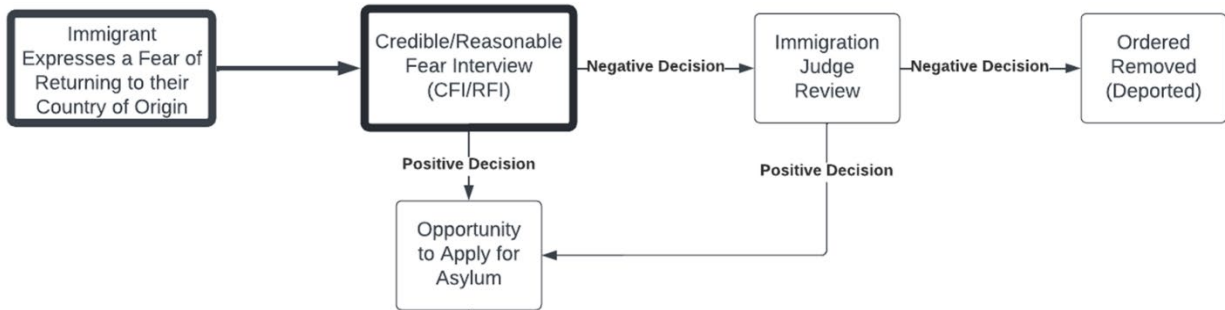 Immigrant
Expresses a Fear of
Returning to their
Country of Origin
Credible/Reasonable
Fear Interview
(CFI/RFI)
Negative Decision
Immigration
Judge
Review
Negative Decision
Ordered
Removed
(Deported)
Positive Decision
Positive Decision
Opportunity
to Apply for
Asylum